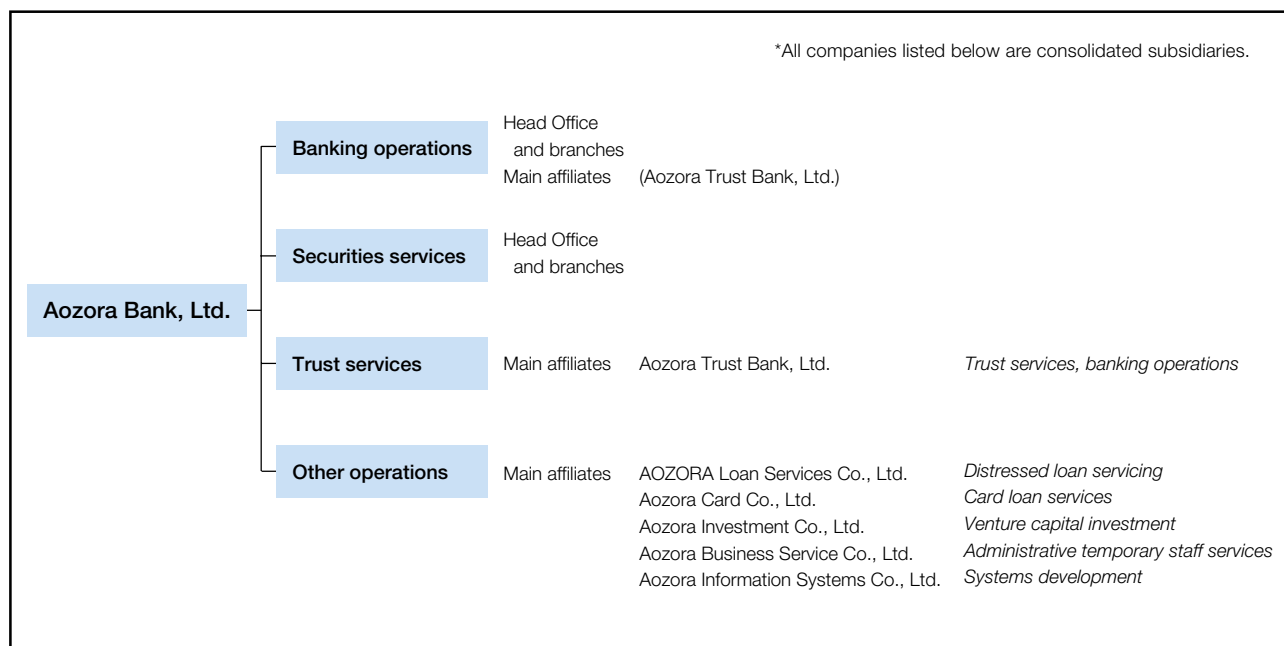 *All companies listed below are consolidated subsidiaries.
Head Office
and branches
Banking operations
Main affiliates (Aozora Trust Bank, Ltd.)
Head Office
and branches
Securities services
Aozora Bank, Ltd.
Trust services Main affiliates Aozora Trust Bank, Ltd. Trust services, banking operations
Other operations Main affiliates AOZORA Loan Services Co., Ltd. Distressed loan servicing
Aozora Card Co., Ltd. Card loan services
Aozora Investment Co., Ltd. Venture capital investment
Aozora Business Service Co., Ltd. Administrative temporary staff services
Aozora Information Systems Co., Ltd. Systems development